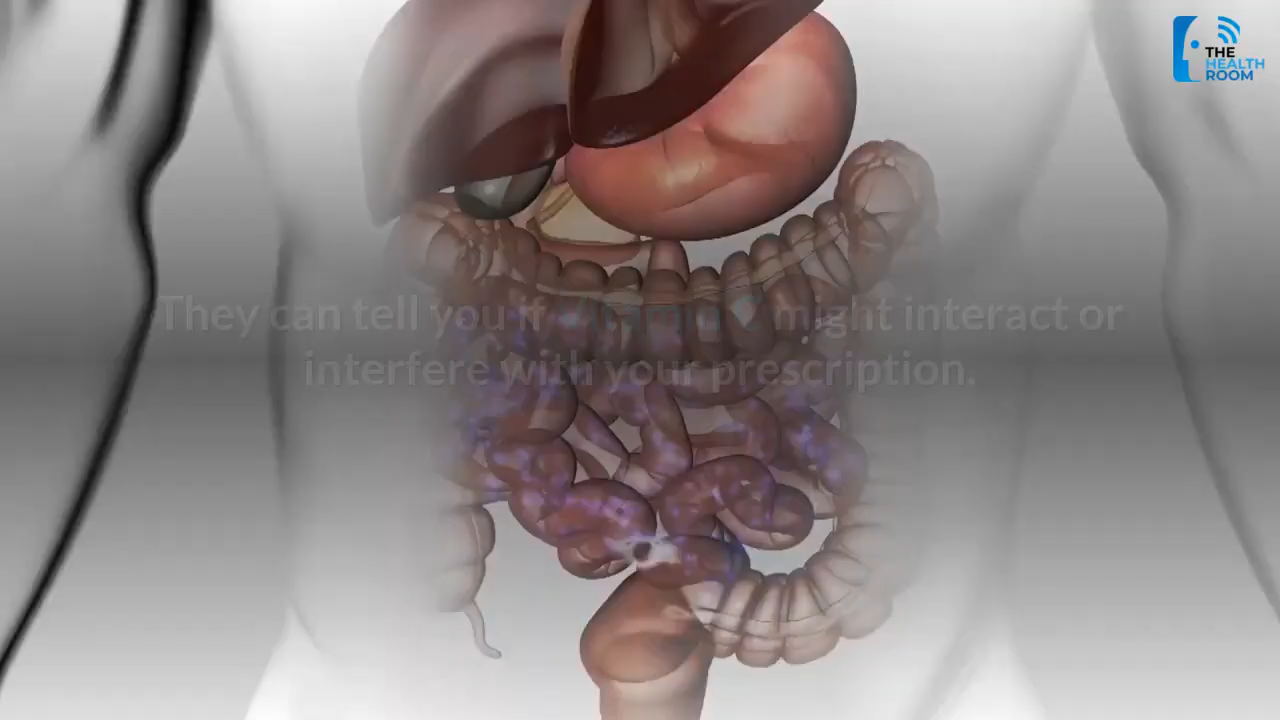 THE
HEALTH
ROOM
They can tell you if might interact or
interfere with your prescription.